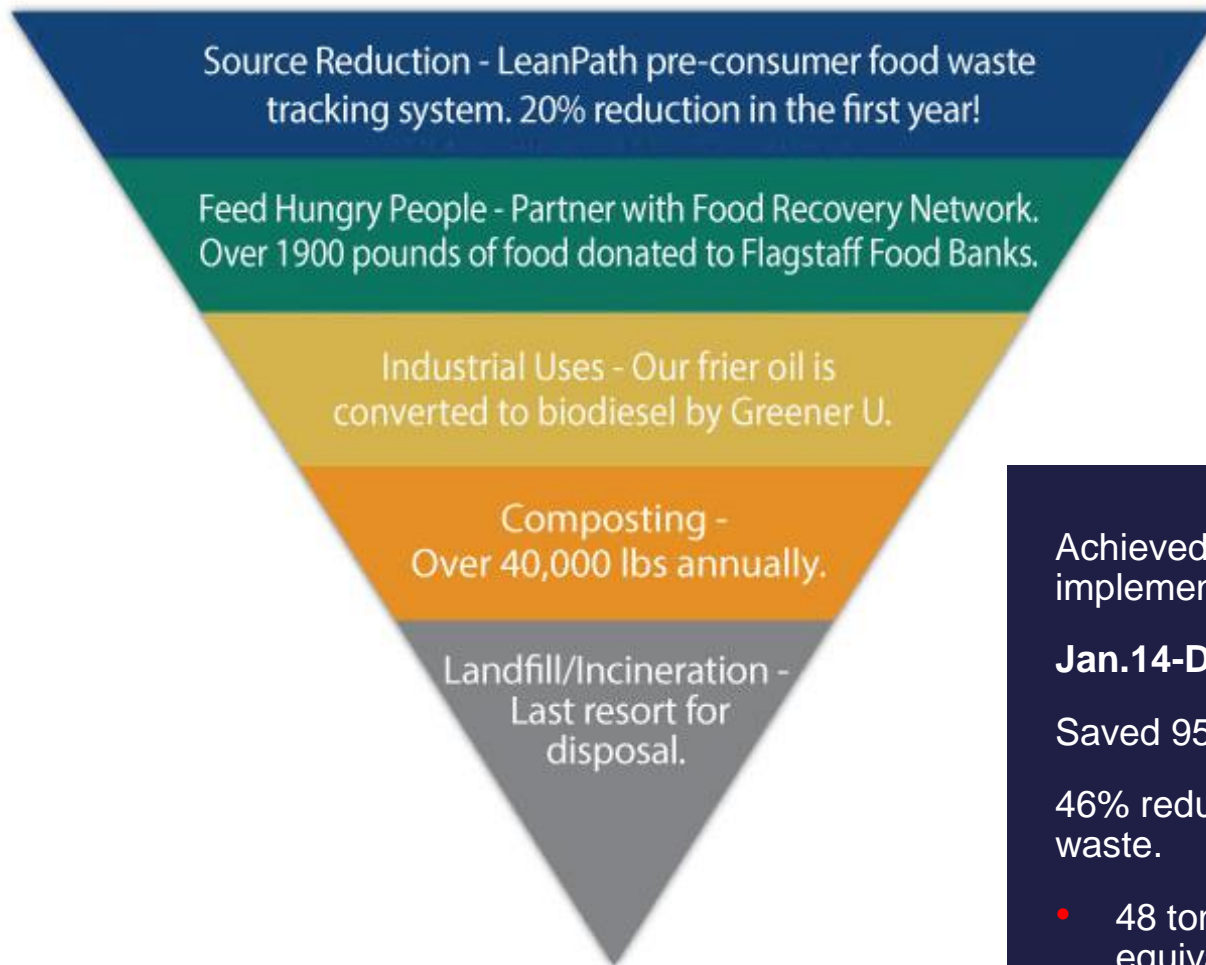 Source Reduction - LeanPath pre-consumer food waste
tracking system. 20% reduction in the first year!
Feed Hungry People - Partner with Food Recovery Network.
Over 1900 pounds of food donated to Flagstaff Food Banks.
Industrial Uses - Our frier oil is
converted to biodiesel by Greener U.
Composting -
Over 40,000 lbs annually.
Landfill/Incineration -
Last resort for
disposal.
Achieved
Jan.14-D
Saved 95
46% redu
waste.
• 48 ton